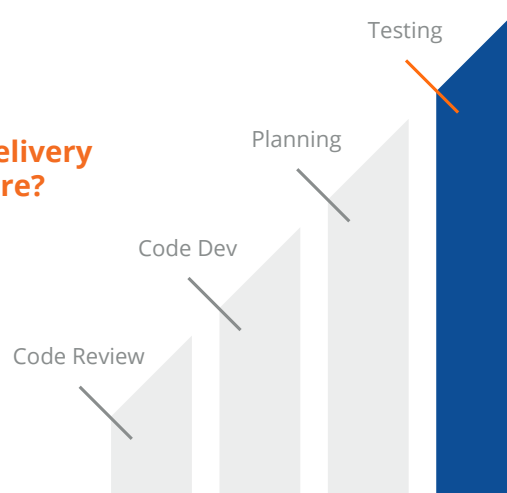 Testing
elivery
Planning
re?
Code Dev
Code Review